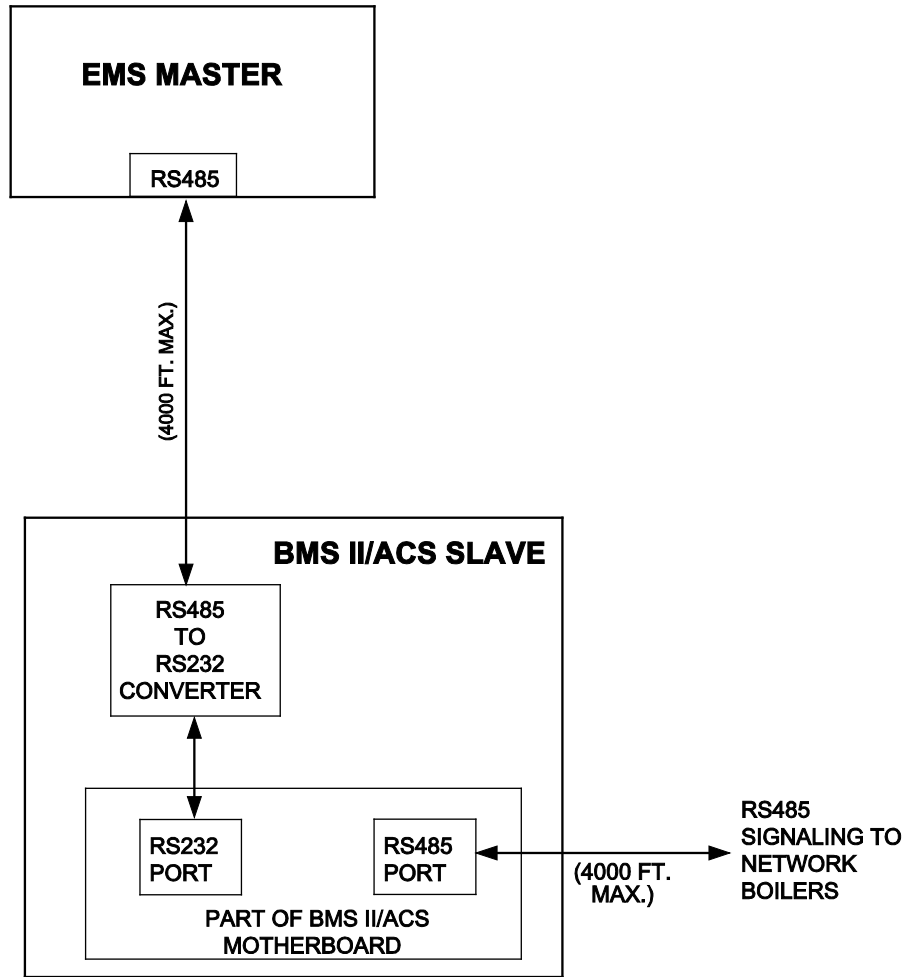 EMS MASTER
RS485
(4000 FT. MAX.)
BMS II/ACS SLAVE
RS485
TO
RS232
CONVERTER
RS232
PORT
RS485
PORT
PART OF BMS II/ACS
MOTHERBOARD
(4000 FT.
MAX.)
RS485
SIGNALING TO
NETWORK
BOILERS